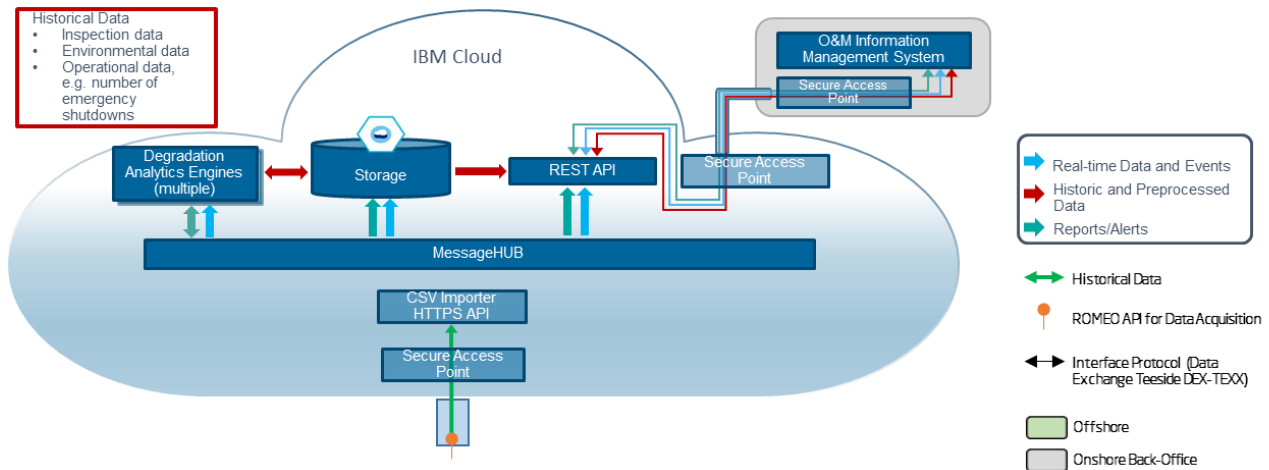 Historical Data
• Inspection data
• Environmental data
• Operational data,
e.g. number of
emergency
shutdowns
IBM Cloud
O&M Information
Management System
Secure Access
Point
Degradation
Analytics Engines
(multiple)
Storage
REST API
Secure Access
Point
MessageHUB
CSV Importer
HTTPS API
Secure Access
Point
Real-time Data and Events
Historic and Preprocessed
Data
Reports/Alerts
Historical Data
ROMEO API for Data Acquisition
Interface Protocol (Data
Exchange Teeside DEX-TEXX)
Offshore
Onshore Back-Office